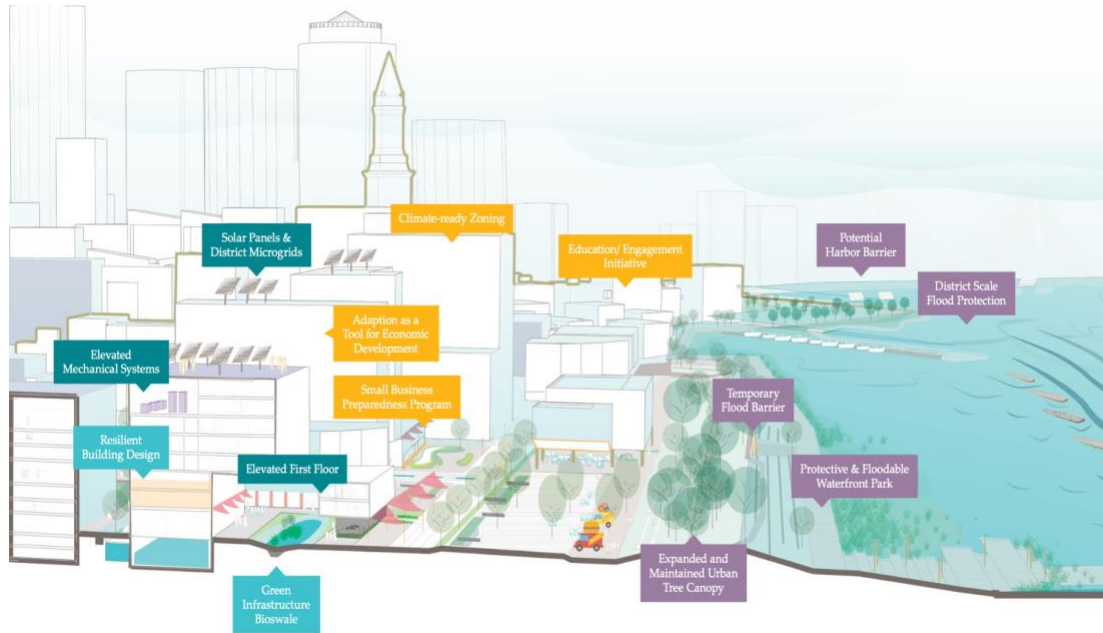 Climate-ready Zoning
Solar Panels &
District Microgrids
Education/ Engagement
Initiative
Potential
Harbor Barrier
District Scale
Flood Protection
Adaption as a
Tool for Economic
Development
Elevated
Mechanical Systems
Small Business
Preparedness Program
Temporary
Flood Barrier
Resilient
Building Design
Elevated First Floor
Protective & Floodable
Waterfront Park
Expanded and
Maintained Urban
Tree Canopy
Green
Infrastructure
Bioswale